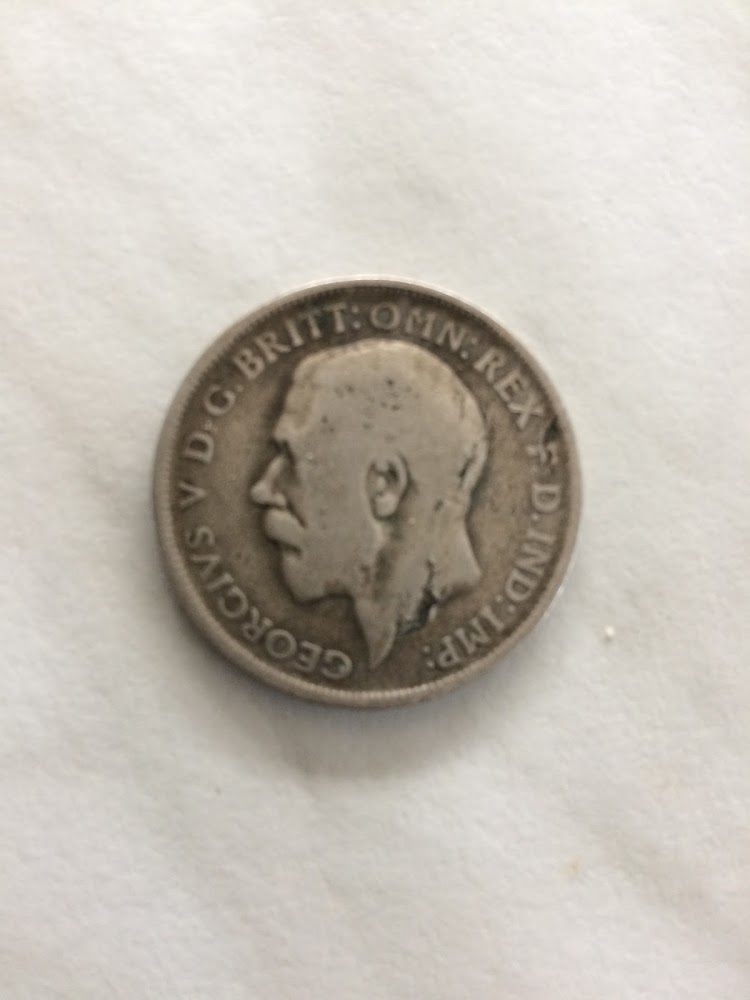 GEORGIVS V D.G. BRITT: OMN: REX F.D. IND: IMP: